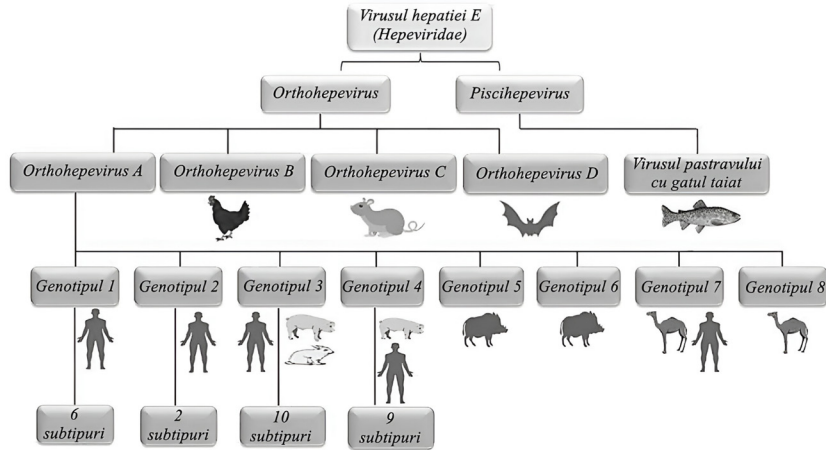 Virusul hepatiei E
(Hepeviridae)
Orthohepevirus
Piscihepevirus
Orthohepevirus A
Orthohepevirus B
Orthohepevirus C
Orthohepevirus D
Virusul pastravului
cu gatul taiat
Genotipul 1
Genotipul 2
Genotipul 3
Genotipul 4
Genotipul 5
Genotipul 6
Genotipul 7
Genotipul 8
6
subtipuri
2
subtipuri
10
subtipuri
9
subtipuri